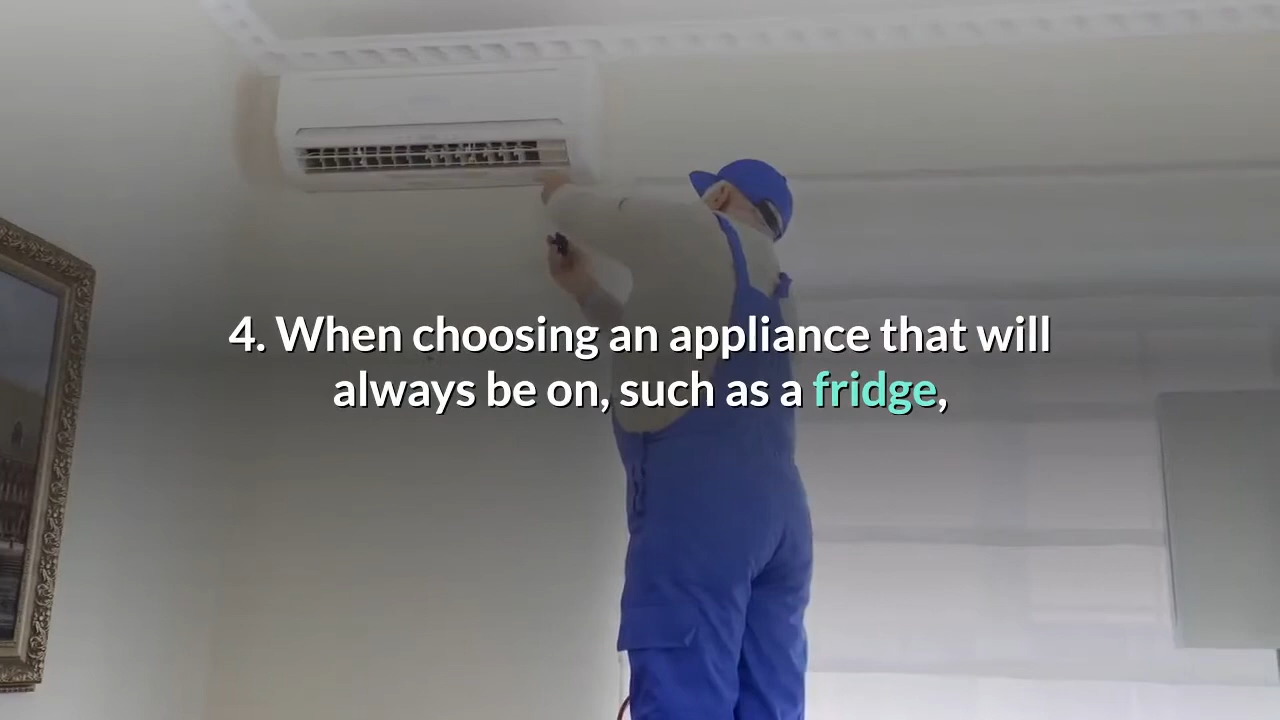 4. When choosing an appliance that will
always be on, such as a fridge,